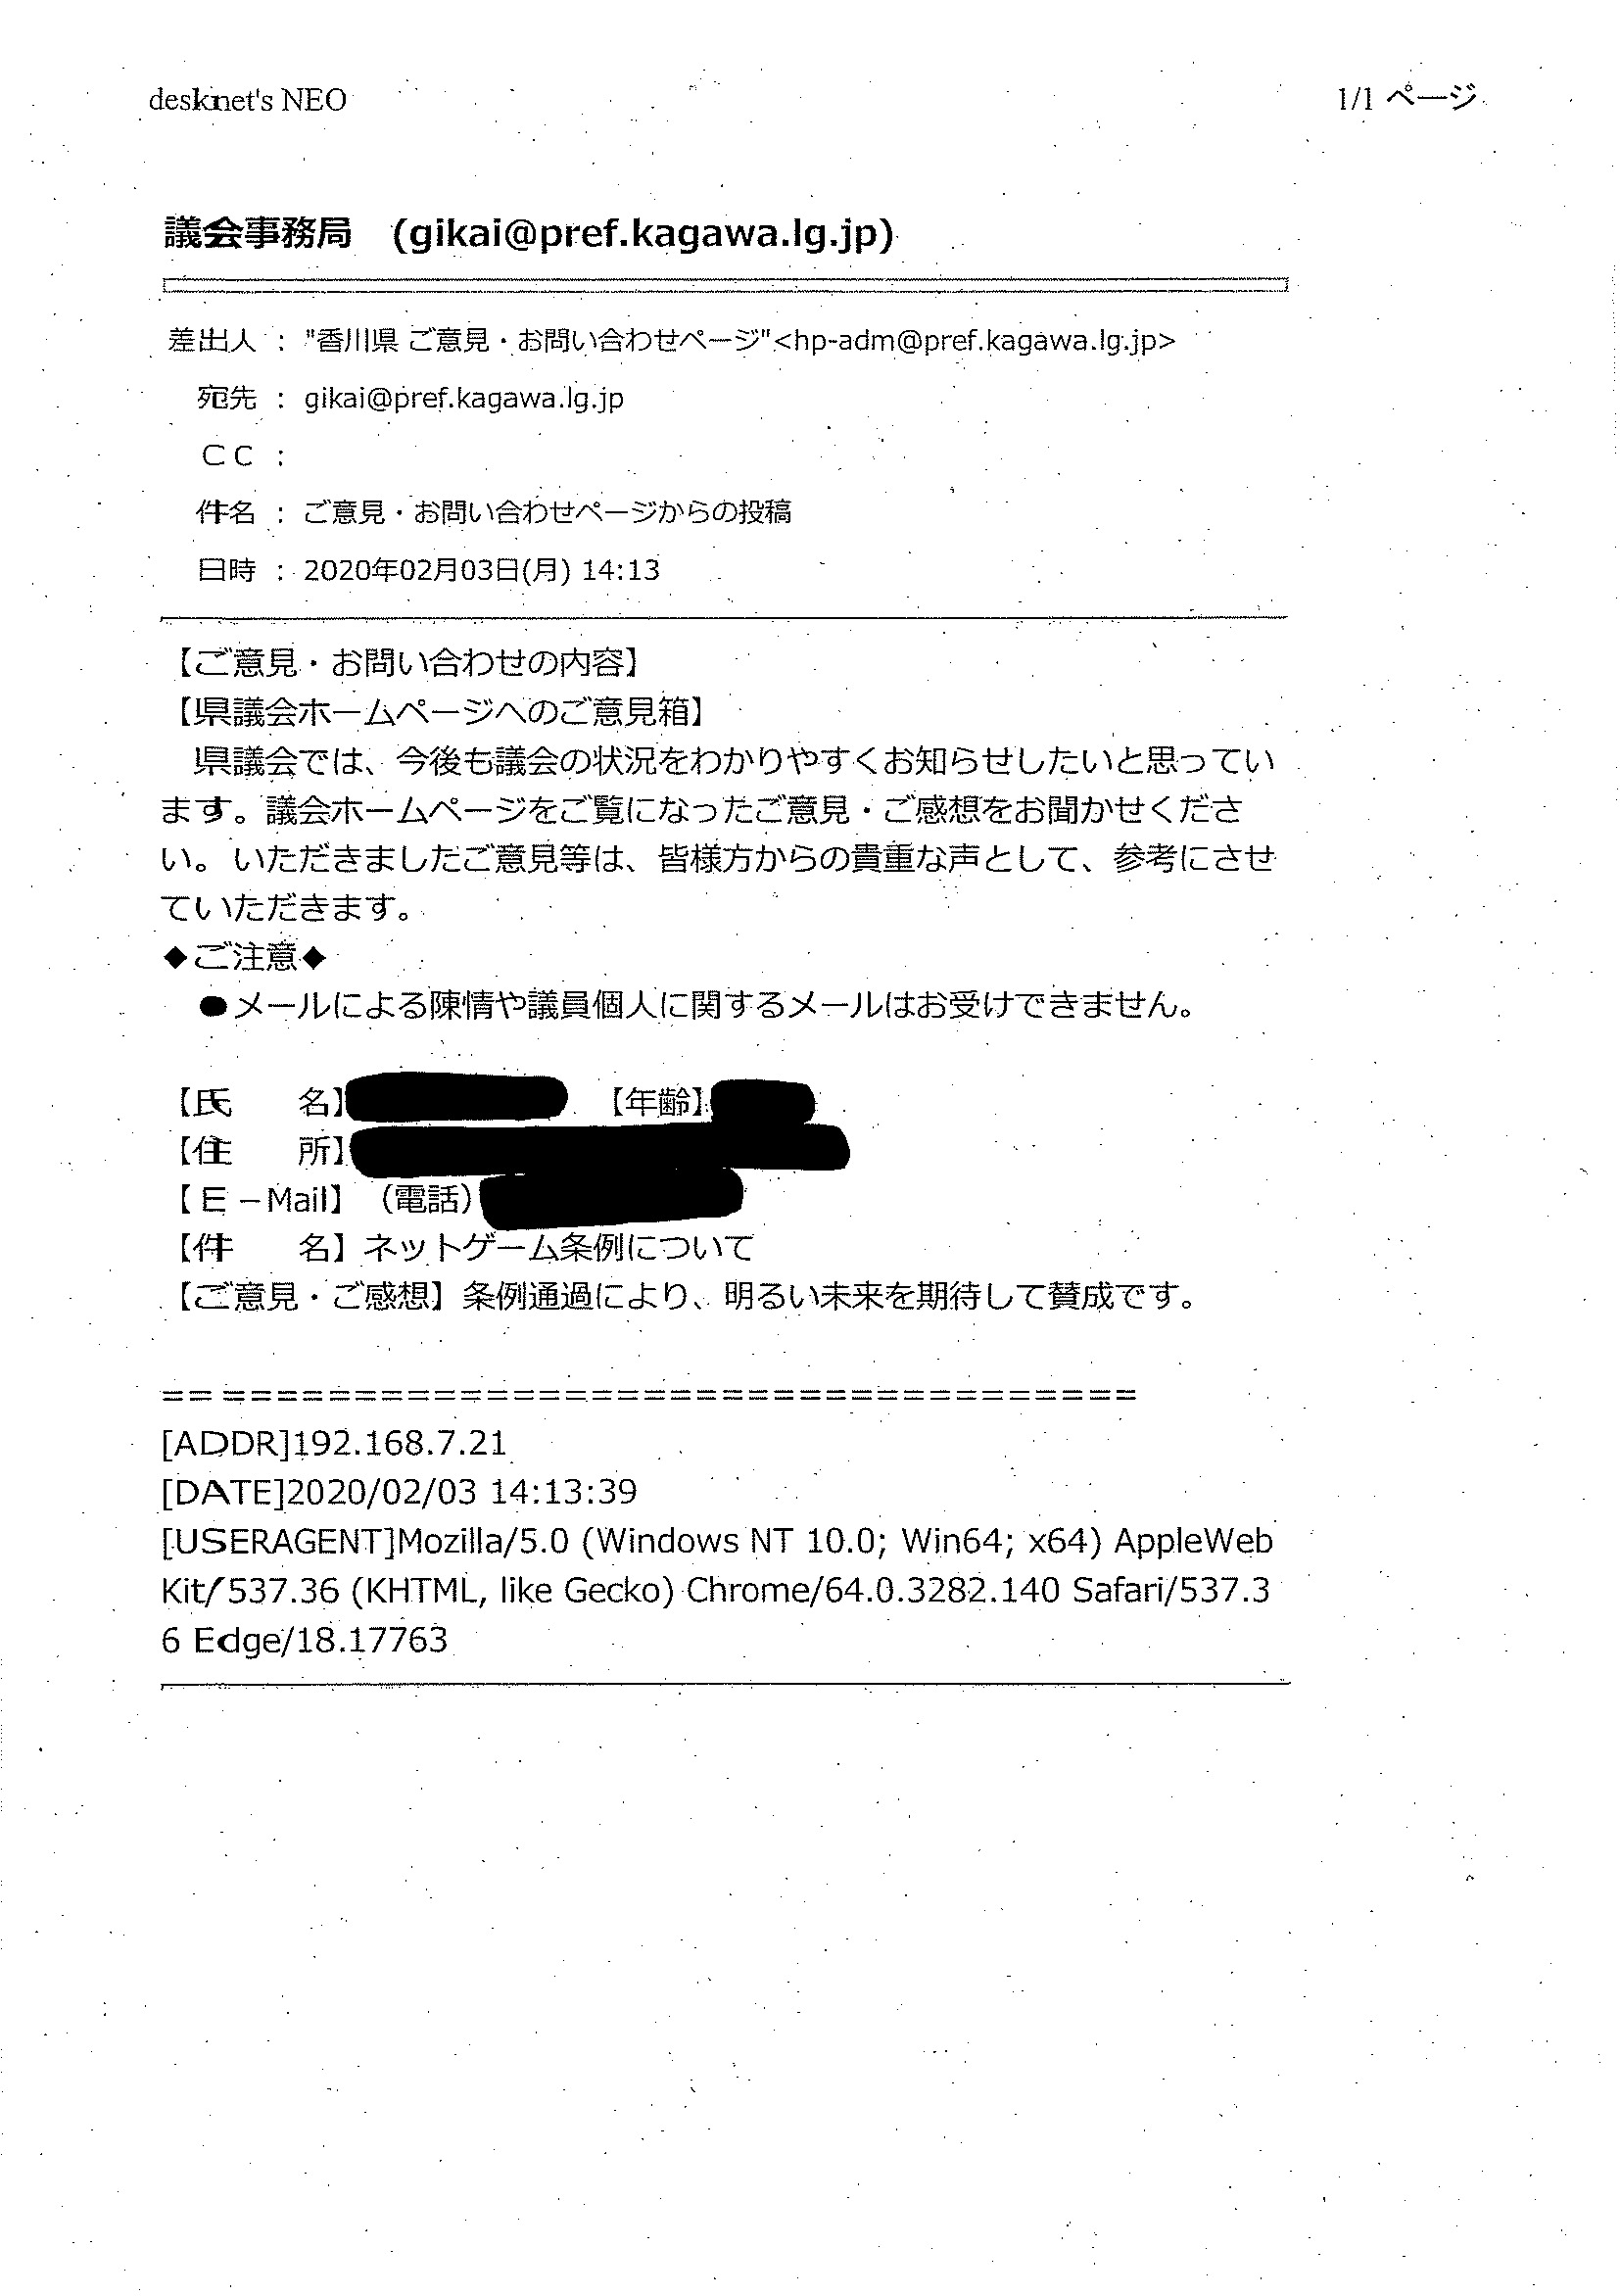 desknet's NEO
1/1 ページ
議会事務局　(gikai@pref.kagawa.lg.jp)
差出人 ： "香川県 ご意見・お問い合わせページ"<hp-adm@pref.kagawa.lg.jp>
宛先 ： gikai@pref.kagawa.lg.jp
ＣＣ ：
件名 ： ご意見・お問い合わせページからの投稿
日時 ： 2020年02月03日(月) 14:13
【ご意見・お問い合わせの内容】
【県議会ホームページへのご意見箱】
　県議会では、今後も議会の状況をわかりやすくお知らせしたいと思ってい
ます。議会ホームページをご覧になったご意見・ご感想をお聞かせくださ
い。いただきましたご意見等は、皆様方からの貴重な声として、参考にさせ
ていただきます。
◆ご注意◆
　●メールによる陳情や議員個人に関するメールはお受けできません。
【氏　　名】　【年齢】
【住　　所】
【Ｅ－Mail】（電話）
【件　　名】ネットゲーム条例について
【ご意見・ご感想】条例通過により、明るい未来を期待して賛成です。
======================================
[ADDR]192.168.7.21
[DATE]2020/02/03 14:13:39
[USERAGENT]Mozilla/5.0 (Windows NT 10.0; Win64; x64) AppleWeb
Kit/537.36 (KHTML, like Gecko) Chrome/64.0.3282.140 Safari/537.3
6 Edge/18.17763